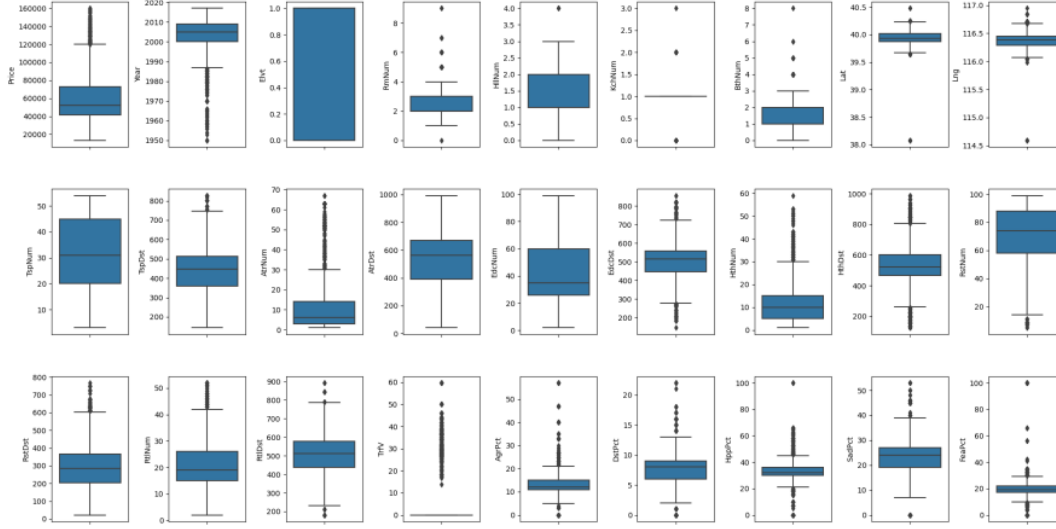 Price 160000 140000 120000 100000 80000 60000 40000 20000
Year 2020 2010 2000 1990 1980 1970 1960 1950
Elvt 1.0 0.8 0.6 0.4 0.2 0.0
RmNum 8 6 4 2 0
HllNum 4.0 3.5 3.0 2.5 2.0 1.5 1.0 0.5 0.0
KchNum 3.0 2.5 2.0 1.5 1.0 0.5 0.0
BthNum 8 7 6 5 4 3 2 1 0
Lat 40.5 40.0 39.5 39.0 38.5 38.0
Lng 117.0 116.5 116.0 115.5 115.0 114.5
TspNum 50 40 30 20 10
TspDst 800 700 600 500 400 300 200
AtrNum 70 60 50 40 30 20 10 0
AtrDst 1000 800 600 400 200 0
EdcNum 100 80 60 40 20 0
EdcDst 800 700 600 500 400 300 200
HthNum 60 50 40 30 20 10 0
HthDst 1000 800 600 400 200
RstNum 100 80 60 40 20
RstDst 800 700 600 500 400 300 200 100 0
RtlNum 50 40 30 20 10 0
RtlDst 900 800 700 600 500 400 300 200
TrfV 60 50 40 30 20 10 0
AgrPct 50 40 30 20 10 0
DstPct 20 15 10 5 0
HppPct 100 80 60 40 20 0
SadPct 50 40 30 20 10 0
FeaPct 100 80 60 40 20 0